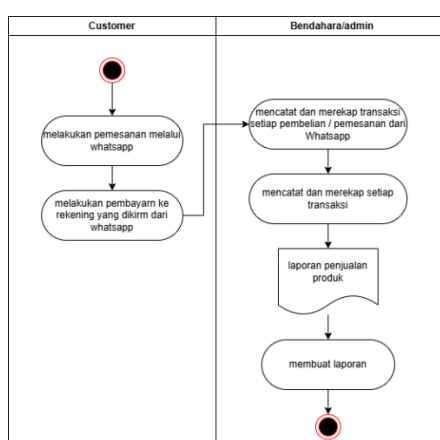 Customer
Bendahara/admin
melakukan pemesanan melalui
whatsapp
melakukan pembayarn ke
rekening yang dikirm dari
whatsapp
mencatat dan merekap transaksi
setiap pembelian / pemesanan dari
Whatsapp
mencatat dan merekap setiap
transaksi
laporan penjualan
produk
membuat laporan